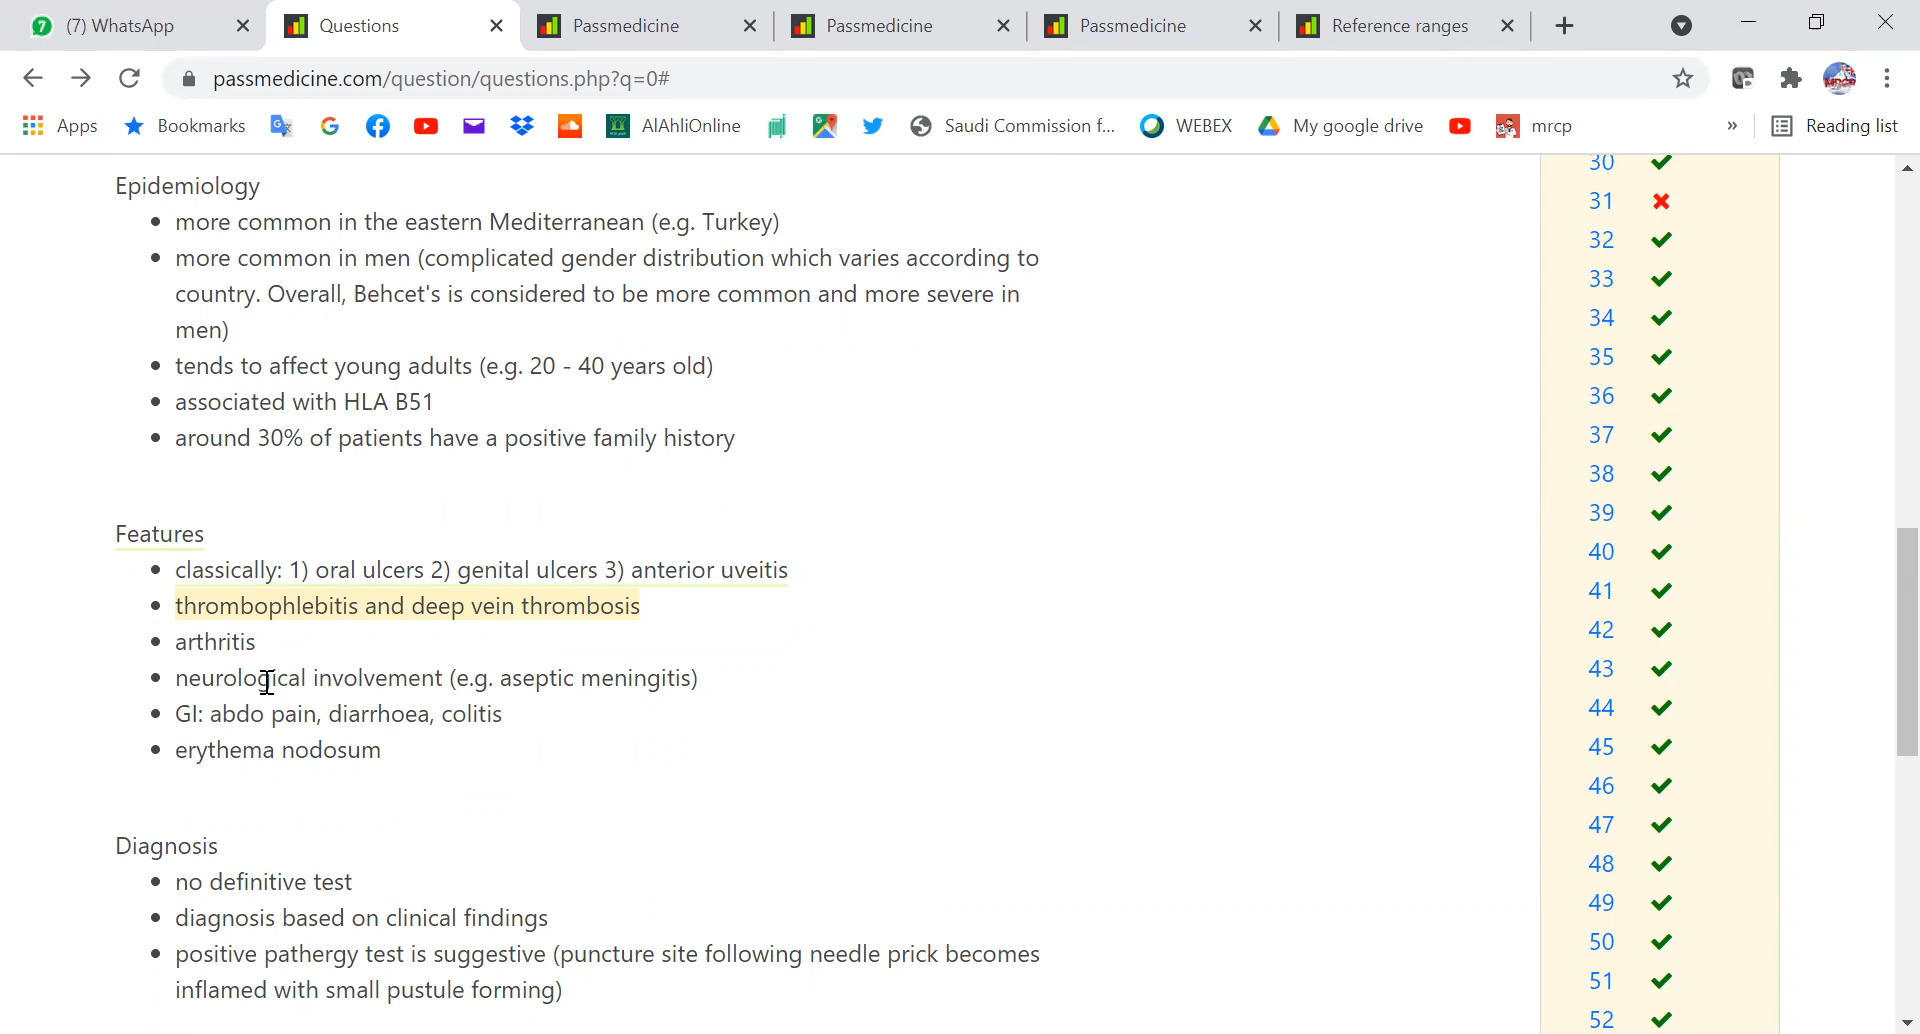 (7) WhatsApp
Questions
Passmedicine
Passmedicine
Passmedicine
Reference ranges
passmedicine.com/question/questions.php?q=0#
Apps
Bookmarks
AlAhliOnline
Saudi Commission f...
WEBEX
My google drive
mrcp
»
Reading list
Epidemiology
• more common in the eastern Mediterranean (e.g. Turkey)
• more common in men (complicated gender distribution which varies according to
country. Overall, Behcet's is considered to be more common and more severe in
men)
• tends to affect young adults (e.g. 20 - 40 years old)
• associated with HLA B51
• around 30% of patients have a positive family history
Features
• classically: 1) oral ulcers 2) genital ulcers 3) anterior uveitis
• thrombophlebitis and deep vein thrombosis
• arthritis
• neurological involvement (e.g. aseptic meningitis)
• GI: abdo pain, diarrhoea, colitis
• erythema nodosum
Diagnosis
• no definitive test
• diagnosis based on clinical findings
• positive pathergy test is suggestive (puncture site following needle prick becomes
inflamed with small pustule forming)
30
31
32
33
34
35
36
37
38
39
40
41
42
43
44
45
46
47
48
49
50
51
52